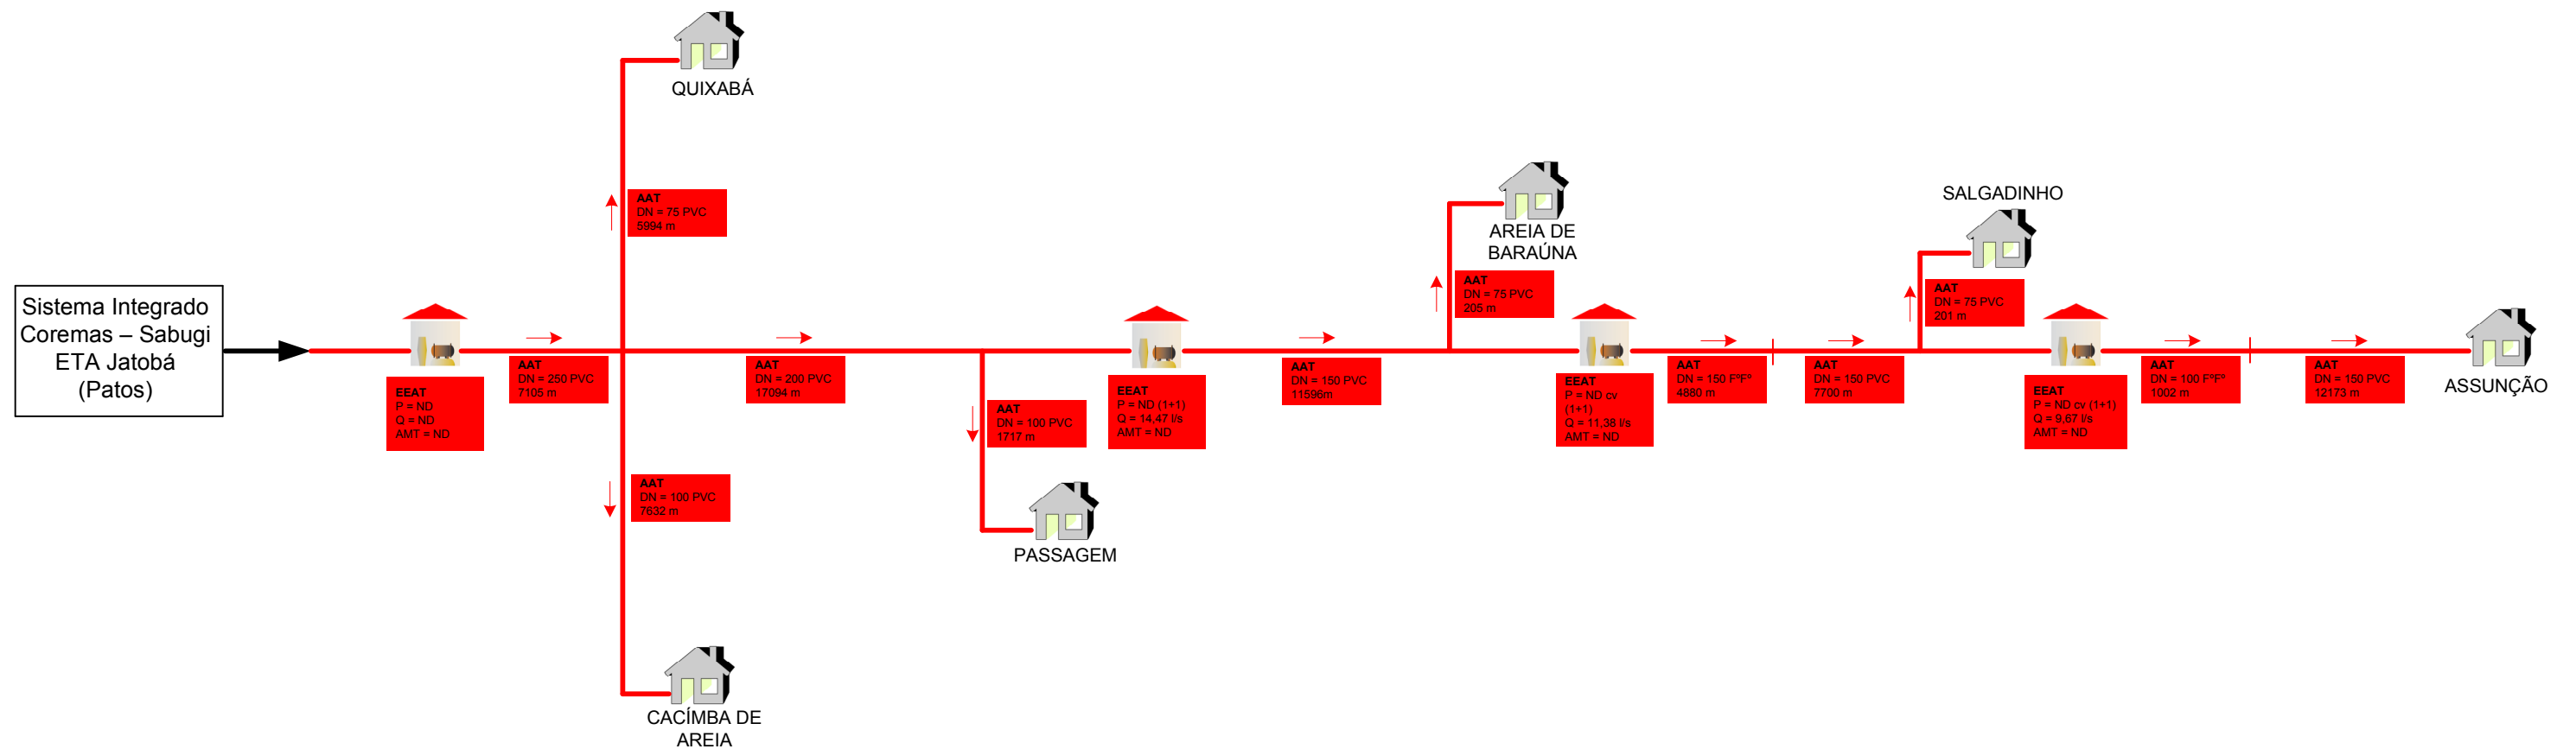 QUIXABÁ
AAT
DN = 75 PVC
5994 m
Sistema Integrado
Coremas – Sabugi
ETA Jatobá
(Patos)
EEAT
P = ND
Q = ND
AMT = ND
AAT
DN = 250 PVC
7105 m
AAT
DN = 200 PVC
17094 m
AAT
DN = 100 PVC
7632 m
CACÍMBA DE
AREIA
AAT
DN = 100 PVC
1717 m
PASSAGEM
EEAT
P = ND (1+1)
Q = 14,47 l/s
AMT = ND
AAT
DN = 150 PVC
11596m
AREIA DE
BARAÚNA
AAT
DN = 75 PVC
205 m
EEAT
P = ND cv
(1+1)
Q = 11,38 l/s
AMT = ND
AAT
DN = 150 FºFº
4880 m
AAT
DN = 150 PVC
7700 m
SALGADINHO
AAT
DN = 75 PVC
201 m
EEAT
P = ND cv (1+1)
Q = 9,67 l/s
AMT = ND
AAT
DN = 100 FºFº
1002 m
AAT
DN = 150 PVC
12173 m
ASSUNÇÃO